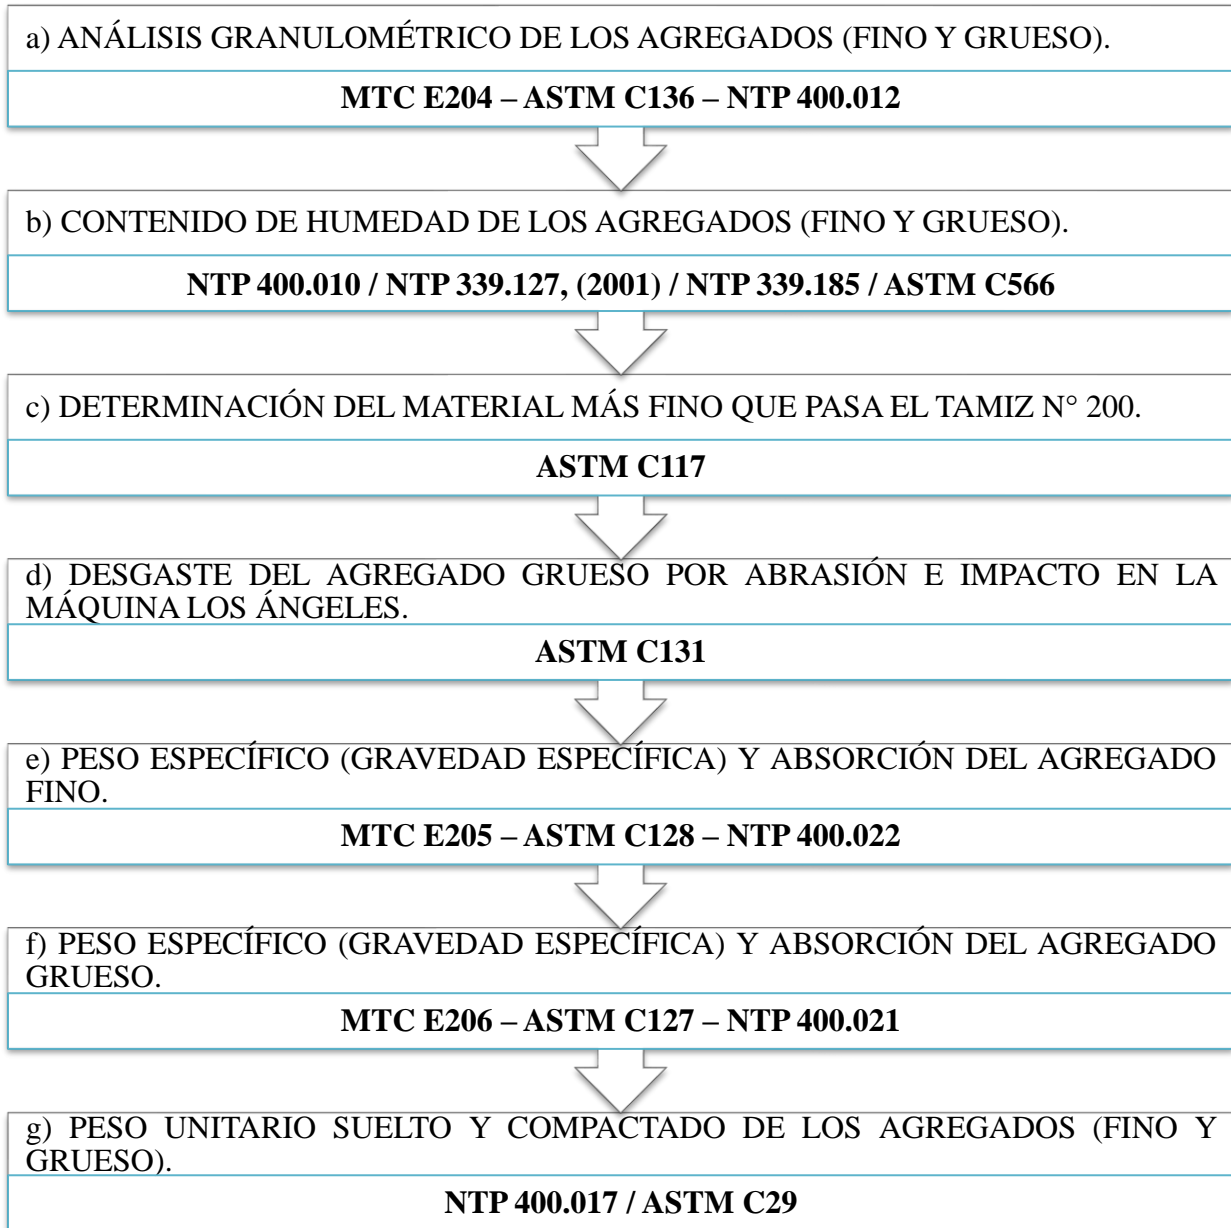 a) ANÁLISIS GRANULOMÉTRICO DE LOS AGREGADOS (FINO Y GRUESO).
MTC E204 – ASTM C136 – NTP 400.012
b) CONTENIDO DE HUMEDAD DE LOS AGREGADOS (FINO Y GRUESO).
NTP 400.010 / NTP 339.127, (2001) / NTP 339.185 / ASTM C566
c) DETERMINACIÓN DEL MATERIAL MÁS FINO QUE PASA EL TAMIZ N° 200.
ASTM C117
d) DESGASTE DEL AGREGADO GRUESO POR ABRASIÓN E IMPACTO EN LA
MÁQUINA LOS ÁNGELES.
ASTM C131
e) PESO ESPECÍFICO (GRAVEDAD ESPECÍFICA) Y ABSORCIÓN DEL AGREGADO
FINO.
MTC E205 – ASTM C128 – NTP 400.022
f) PESO ESPECÍFICO (GRAVEDAD ESPECÍFICA) Y ABSORCIÓN DEL AGREGADO
GRUESO.
MTC E206 – ASTM C127 – NTP 400.021
g) PESO UNITARIO SUELTO Y COMPACTADO DE LOS AGREGADOS (FINO Y
GRUESO).
NTP 400.017 / ASTM C29